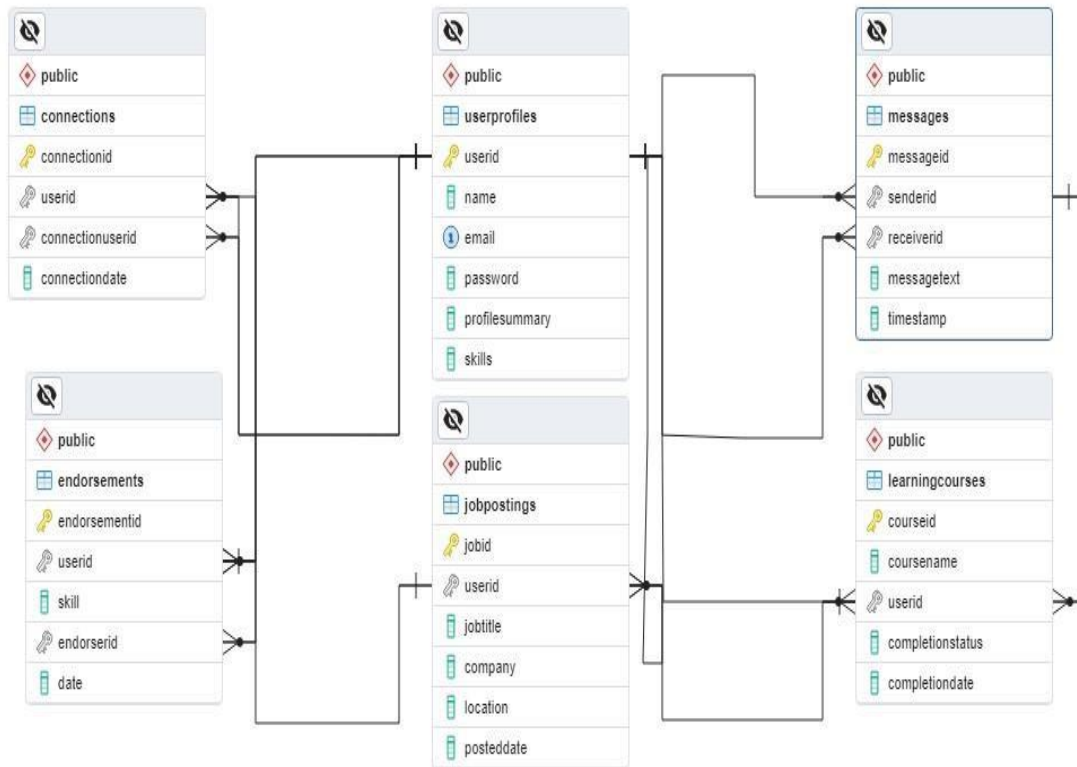 public
connections
connectionid
userid
connectionuserid
connectiondate
public
userprofiles
userid
name
1 email
password
profilesummary
skills
public
messages
messageid
senderid
receiverid
messagetext
timestamp
public
endorsements
endorsementid
userid
skill
endorserid
date
public
jobpostings
jobid
userid
jobtitle
company
location
posteddate
public
learningcourses
courseid
coursename
userid
completionstatus
completiondate